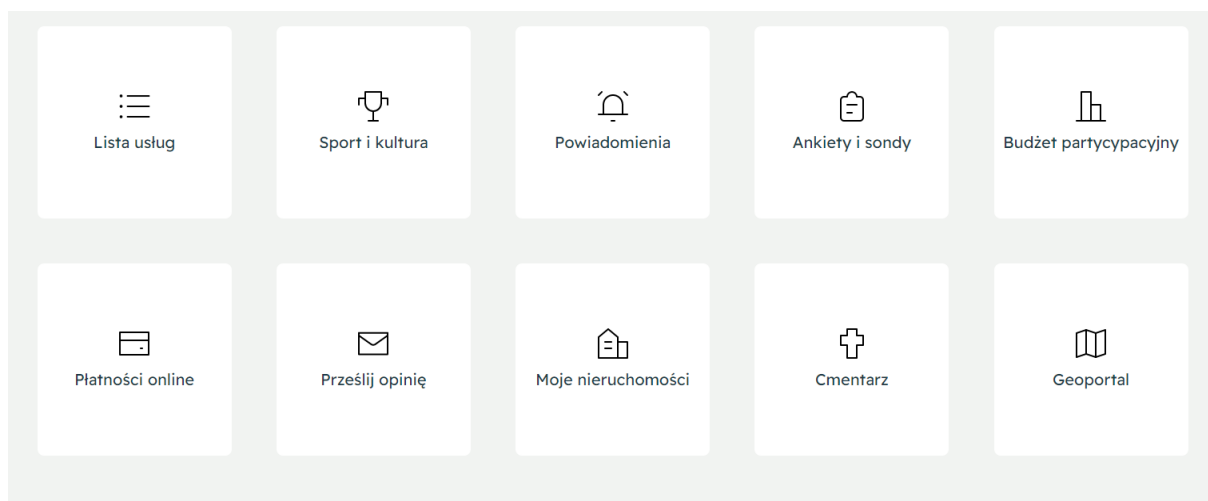 Lista usług
Sport i kultura
Powiadomienia
Ankiety i sondy
Budżet partycypacyjny
Płatności online
Prześlij opinię
Moje nieruchomości
Cmentarz
Geoportal